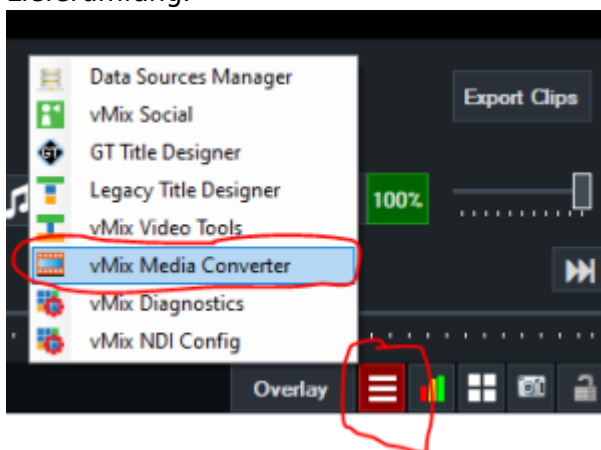 Lieferumfang.
Data Sources Manager
Export Clips
vMix Social
GT Title Designer
Legacy Title Designer
100%
vMix Video Tools
vMix Media Converter
vMix Diagnostics
vMix NDI Config
Overlay